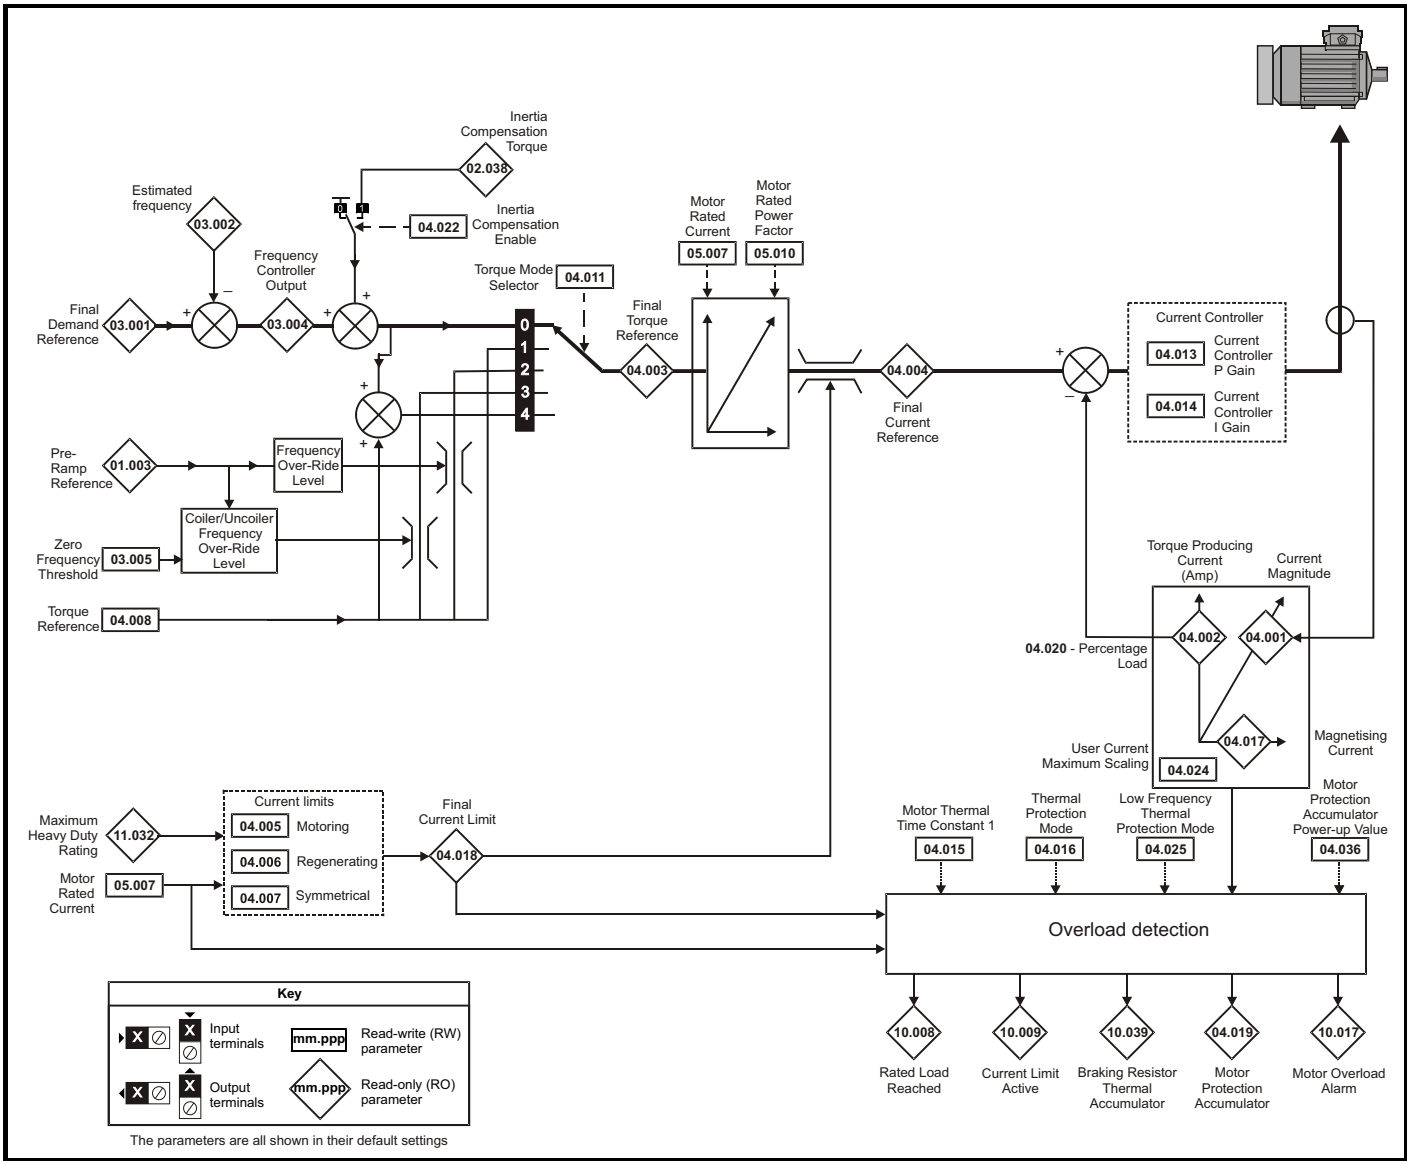 Inertia
Compensation
Torque
02.038
Estimated
frequency
03.002
0 1
04.022
Inertia
Compensation
Enable
Frequency
Controller
Output
Final
Demand
Reference
03.001
+
–
03.004
+
+
Torque Mode
Selector
04.011
0
1
2
3
4
+
+
Final
Torque
Reference
04.003
Motor
Rated
Current
05.007
Motor
Rated
Power
Factor
05.010
04.004
Final
Current
Reference
+
–
Current Controller
04.013
Current
Controller
P Gain
04.014
Current
Controller
I Gain
Pre-
Ramp
Reference
01.003
Frequency
Over-Ride
Level
Coiler/Uncoiler
Frequency
Over-Ride
Level
Zero
Frequency
Threshold
03.005
Torque
Reference
04.008
Torque Producing
Current
(Amp)
Current
Magnitude
04.002
04.001
04.020 - Percentage
Load
04.017
Magnetising
Current
User Current
Maximum Scaling
04.024
Maximum
Heavy Duty
Rating
11.032
Motor
Rated
Current
05.007
Current limits
04.005 Motoring
04.006 Regenerating
04.007 Symmetrical
Final
Current Limit
04.018
Motor Thermal
Time Constant 1
04.015
Thermal
Protection
Mode
04.016
Low Frequency
Thermal
Protection Mode
04.025
Motor
Protection
Accumulator
Power-up Value
04.036
Overload detection
10.008
Rated Load
Reached
10.009
Current Limit
Active
10.039
Braking Resistor
Thermal
Accumulator
04.019
Motor
Protection
Accumulator
10.017
Motor Overload
Alarm
Key
X
X
Input
terminals
mm.ppp
Read-write (RW)
parameter
X
X
Output
terminals
mm.ppp
Read-only (RO)
parameter
The parameters are all shown in their default settings